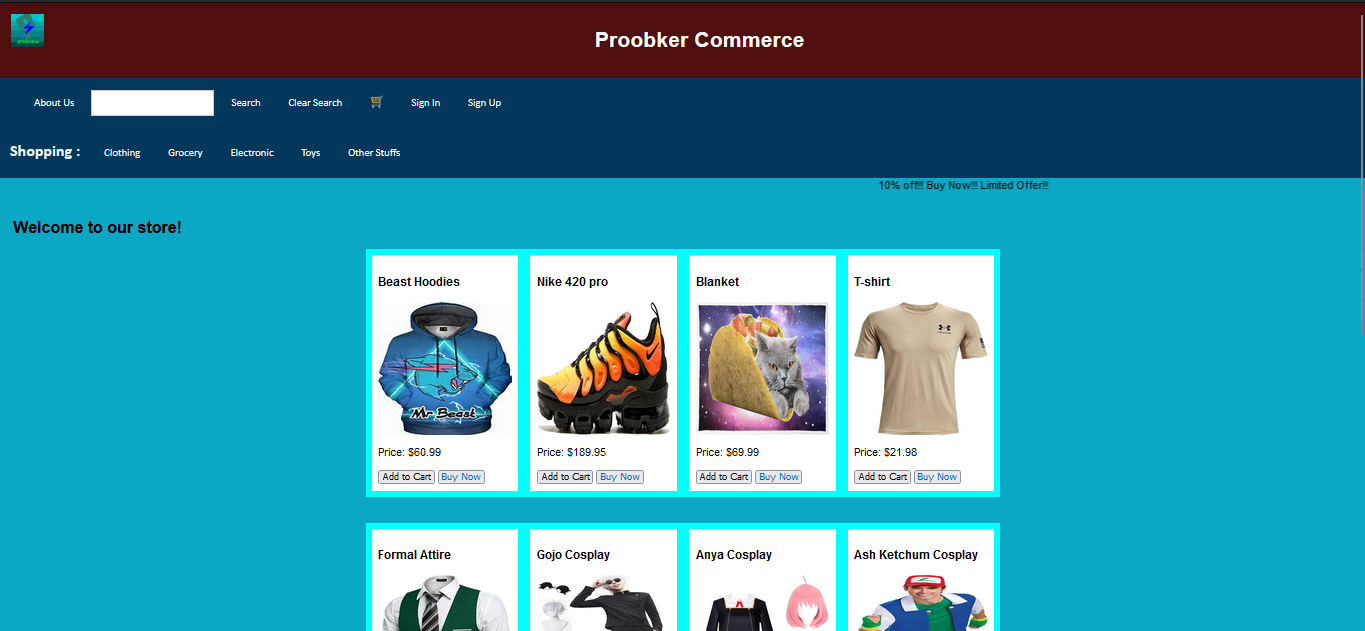 Proobker Commerce
About Us Search Clear Search Sign In Sign Up
Shopping : Clothing Grocery Electronic Toys Other Stuffs
10% off!!! Buy Now!!! Limited Offer!!!
Welcome to our store!
Beast Hoodies Nike 420 pro Blanket T-shirt
Mr Beast
Price: $60.99 Price: $189.95 Price: $69.99 Price: $21.98
Add to Cart Buy Now Add to Cart Buy Now Add to Cart Buy Now Add to Cart Buy Now
Formal Attire Gojo Cosplay Anya Cosplay Ash Ketchum Cosplay